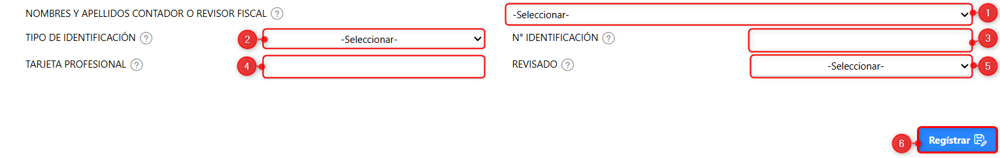 NOMBRES Y APELLIDOS CONTADOR O REVISOR FISCAL ? -Seleccionar- 1
TIPO DE IDENTIFICACIÓN ? 2 -Seleccionar- N° IDENTIFICACIÓN ? 3
TARJETA PROFESIONAL ? 4 REVISADO ? -Seleccionar- 5
6 Regístrar